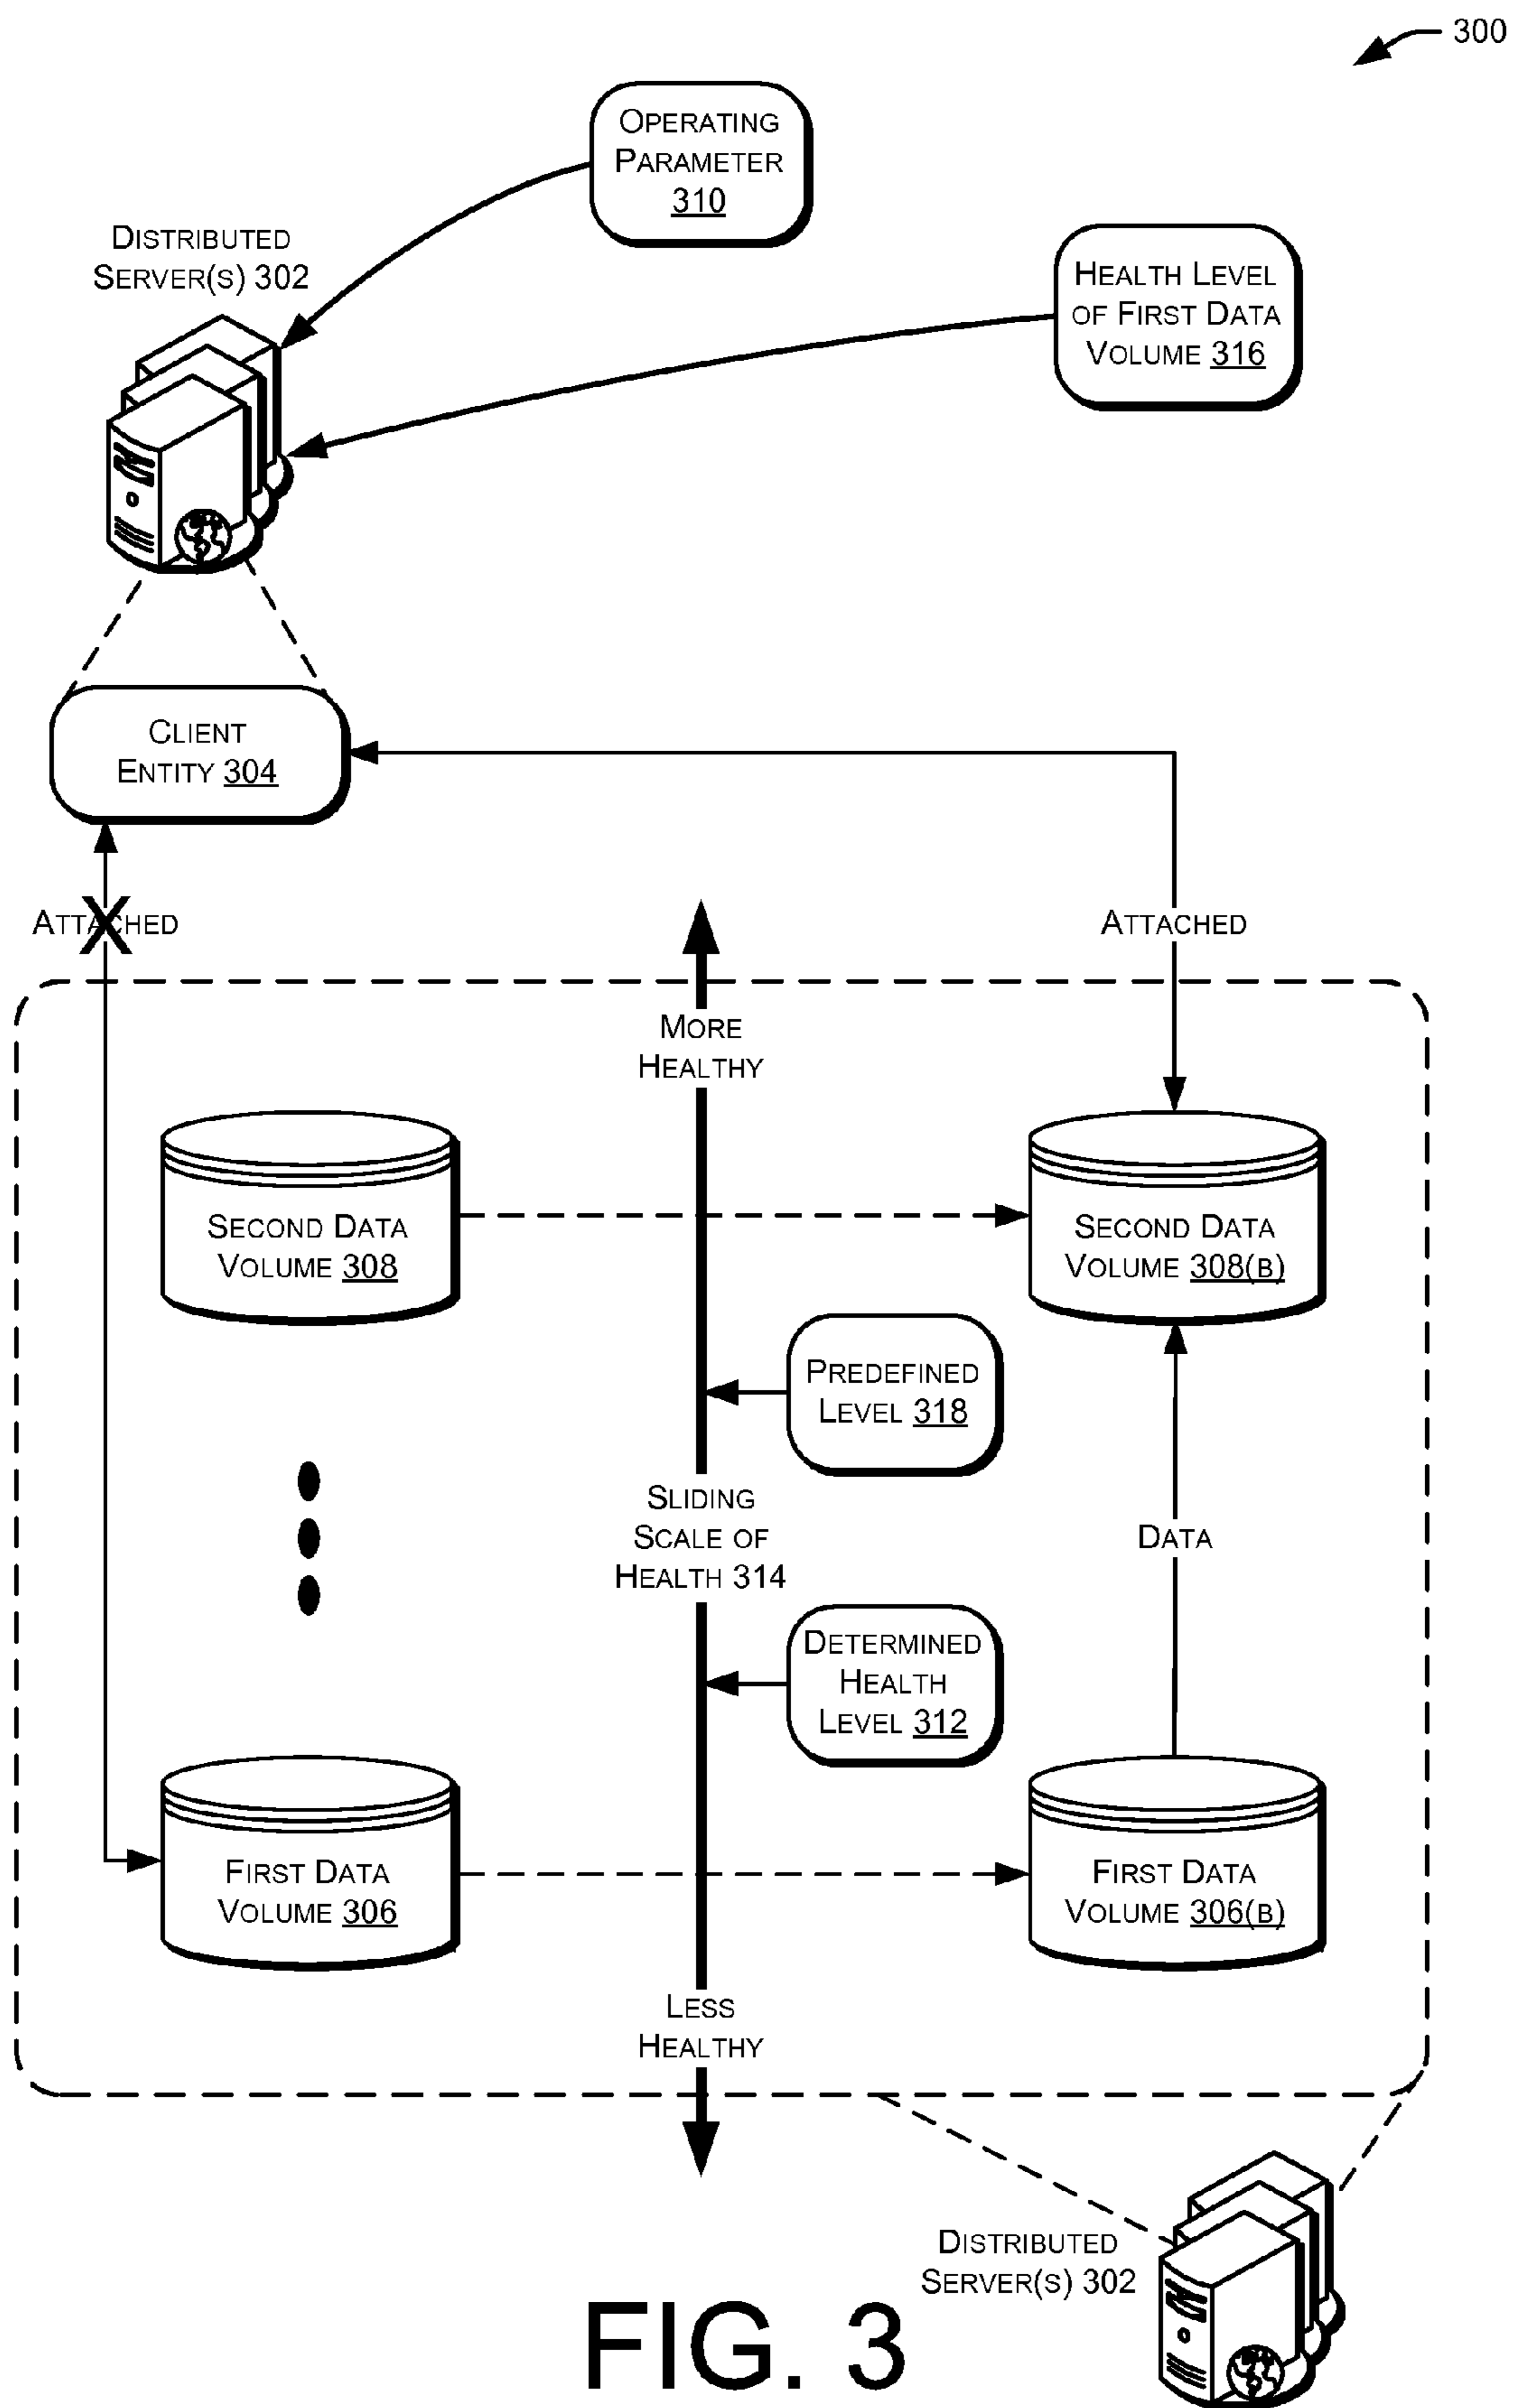 300
OPERATING
PARAMETER
310
DISTRIBUTED
SERVER(S) 302
HEALTH LEVEL
OF FIRST DATA
VOLUME 316
CLIENT
ENTITY 304
ATTACHED
ATTACHED
MORE
HEALTHY
SECOND DATA
VOLUME 308
SECOND DATA
VOLUME 308(B)
PREDEFINED
LEVEL 318
SLIDING
SCALE OF
HEALTH 314
DATA
DETERMINED
HEALTH
LEVEL 312
FIRST DATA
VOLUME 306
FIRST DATA
VOLUME 306(B)
LESS
HEALTHY
DISTRIBUTED
SERVER(S) 302
FIG. 3